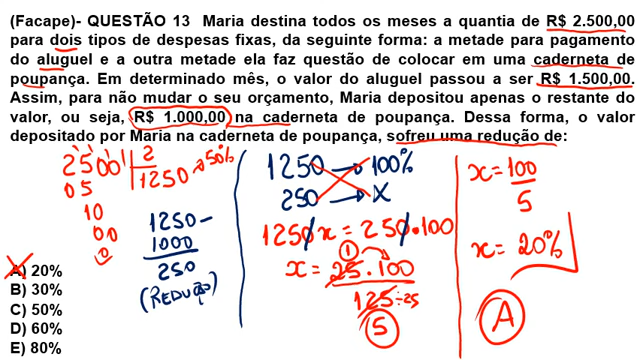 (Facape)- QUESTÃO 13 Maria destina todos os meses a quantia de R$ 2.500,00
para dois tipos de despesas fixas, da seguinte forma: a metade para pagamento
do aluguel e a outra metade ela faz questão de colocar em uma caderneta de
poupança. Em determinado mês, o valor do aluguel passou a ser R$ 1.500,00.
Assim, para não mudar o seu orçamento, Maria depositou apenas o restante do
valor, ou seja, R$ 1.000,00 na caderneta de poupança. Dessa forma, o valor
depositado por Maria na caderneta de poupança, sofreu uma redução de:
2500 2
05 1250 → 50%
10
00
0
1250 -
1000
250
(REDUÇÃO)
1250 → 100%
250 → X
1250 x = 250.100
1
x = 25.100
125 ÷25
5
x = 100
5
x = 20%
A
A) 20%
B) 30%
C) 50%
D) 60%
E) 80%